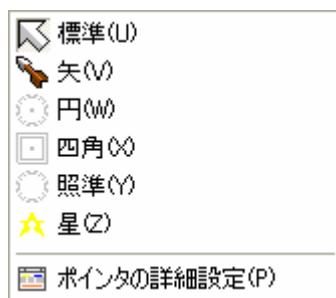 標準(U)
矢(V)
円(W)
四角(X)
照準(Y)
星(Z)
ポインタの詳細設定(P)